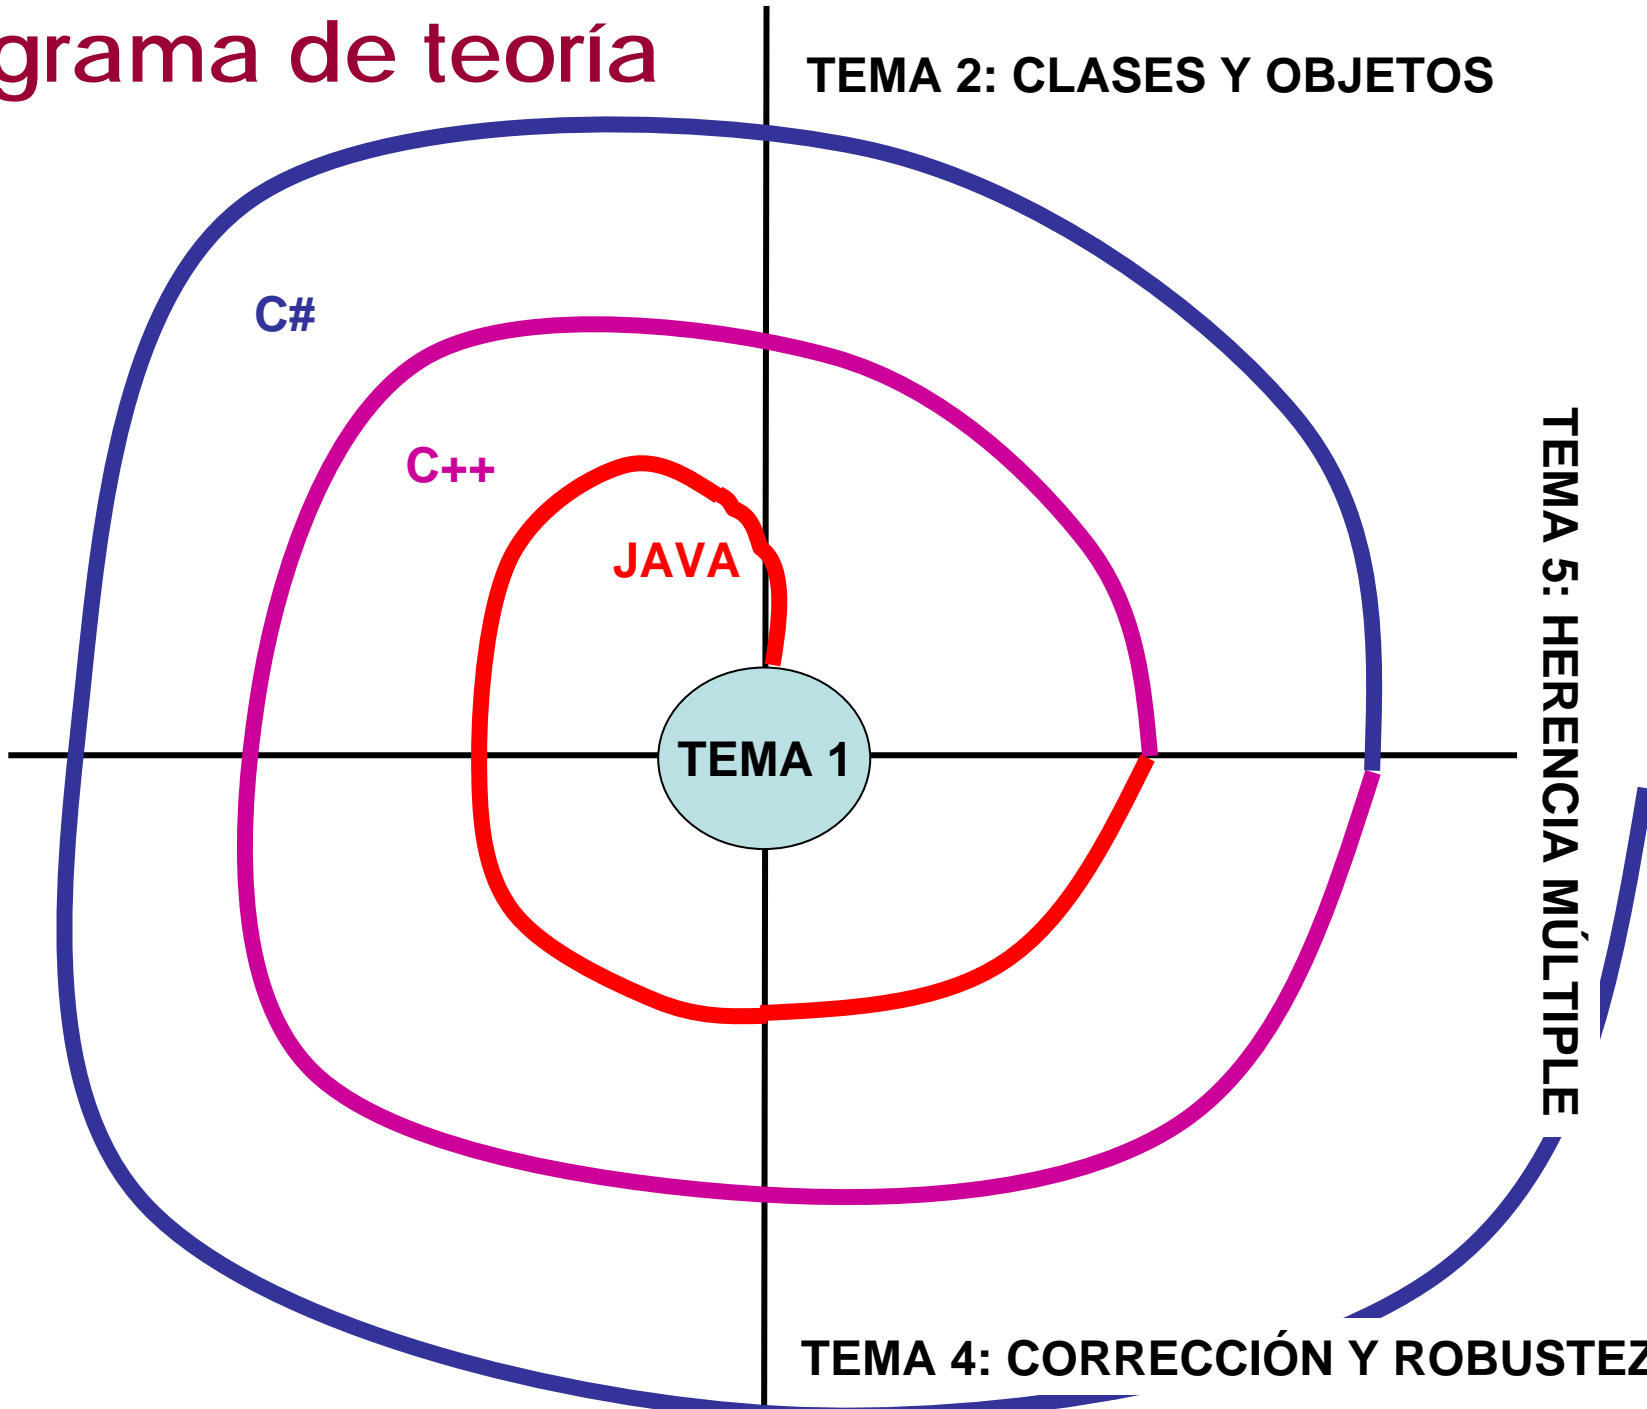 grama de teoría
TEMA 2: CLASES Y OBJETOS
C#
C++
JAVA
TEMA 1
TEMA 5: HERENCIA MÚLTIPLE
TEMA 4: CORRECCIÓN Y ROBUSTEZ